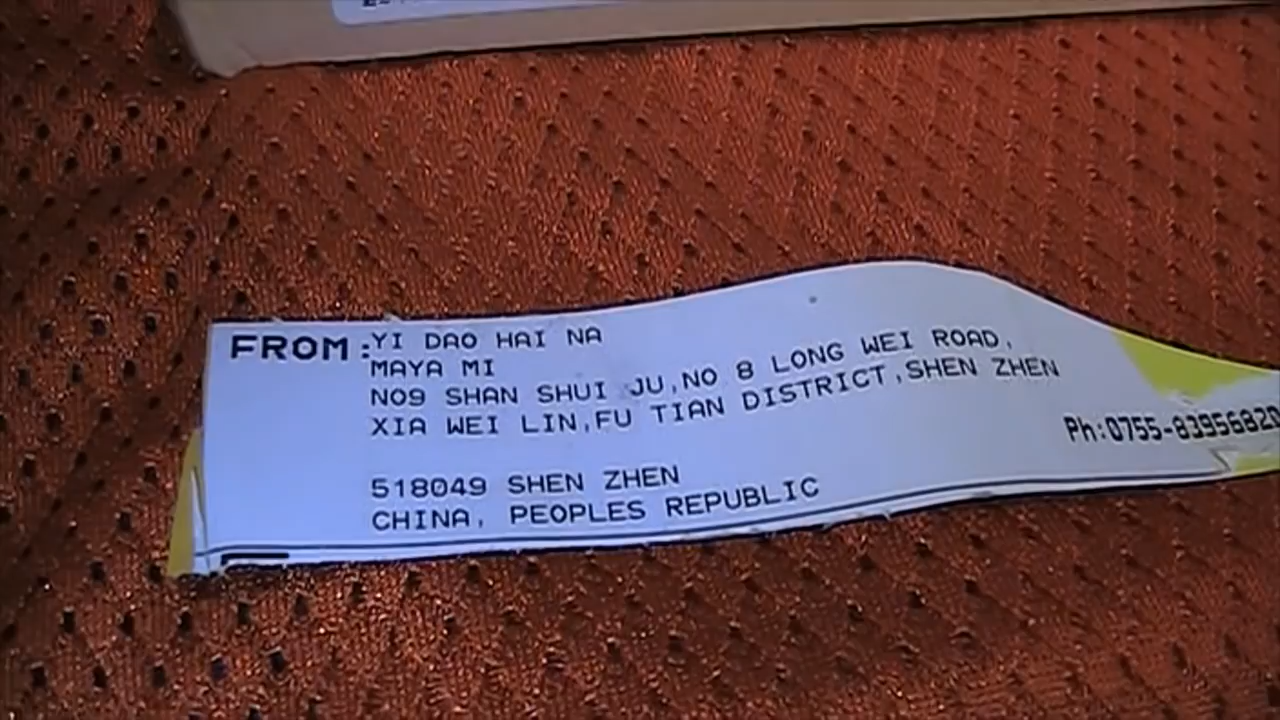 FROM:YI DAO HAI NA
MAYA MI
NO9 SHAN SHUI JU,NO 8 LONG WEI ROAD,
XIA WEI LIN,FU TIAN DISTRICT,SHEN ZHEN
Ph:0755-83956820
518049 SHEN ZHEN
CHINA, PEOPLES REPUBLIC